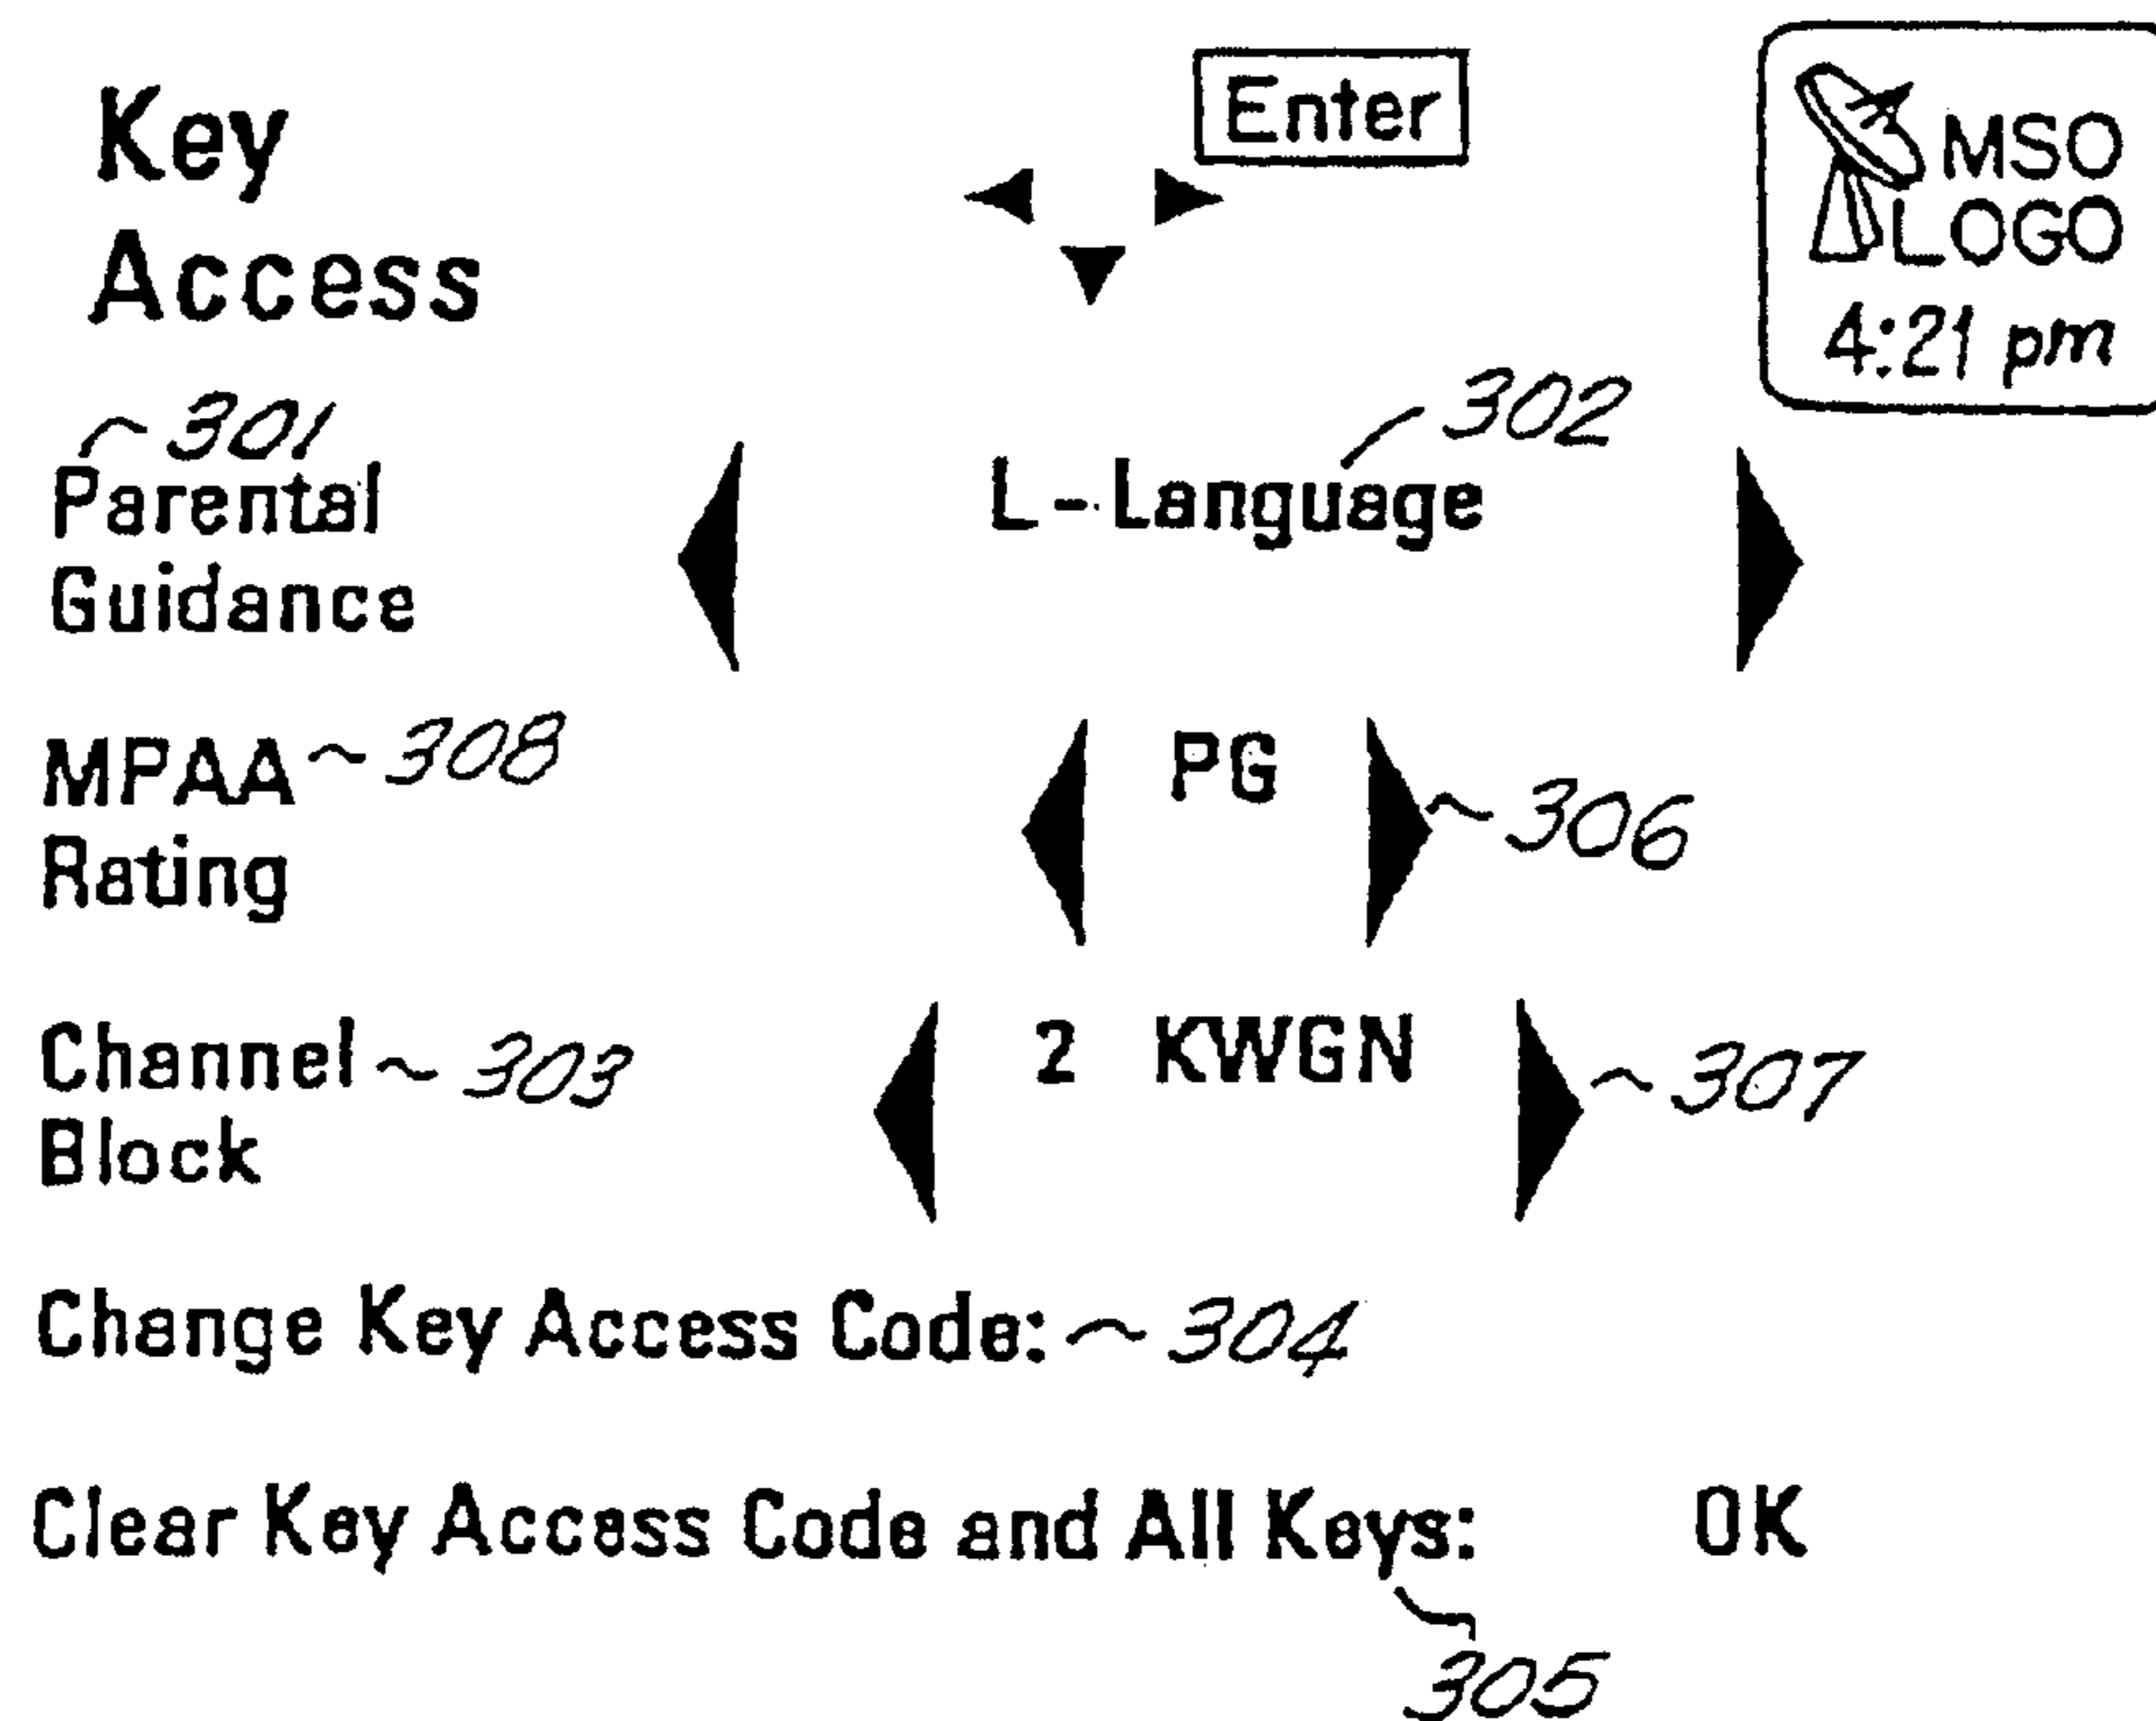 Key
Access
Enter
MSO
LOGO
4:21 pm
301
Parental
Guidance
302
L-Language
MPAA 308
Rating
PG 306
Channel 303
Block
2 KWGN 307
Change Key Access Code: 304
Clear Key Access Code and All Keys: OK
305